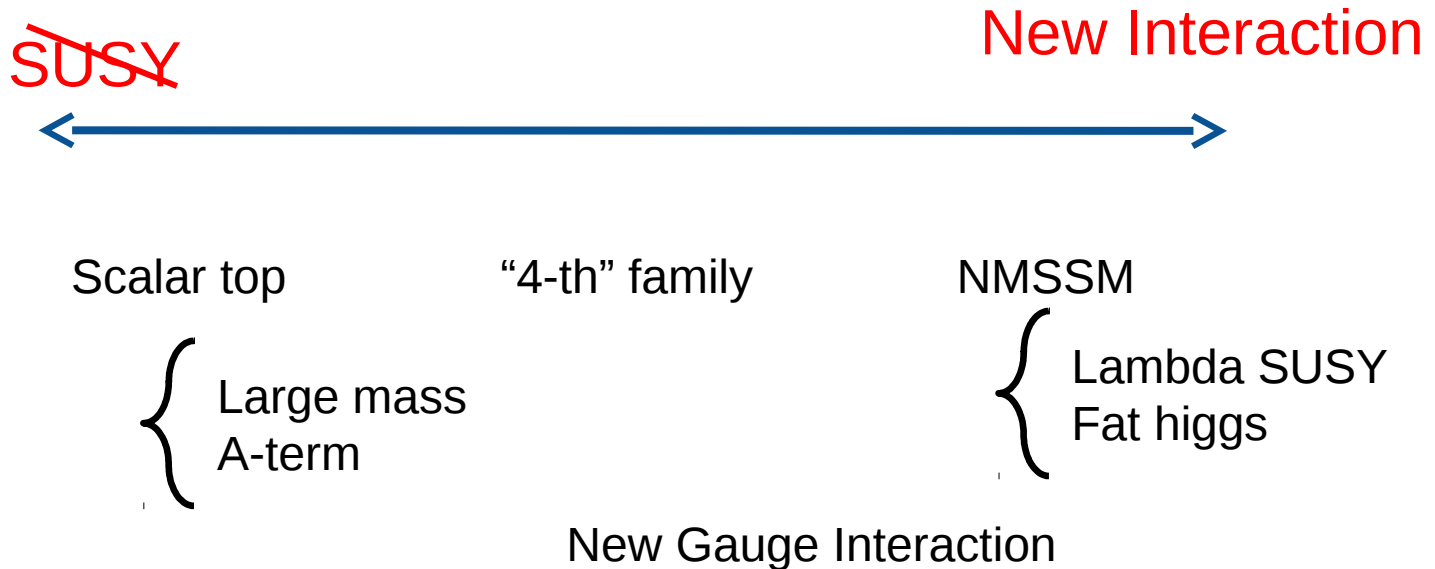 SUSY
New Interaction
Scalar top
“4-th” family
NMSSM
Large mass
A-term
Lambda SUSY
Fat higgs
New Gauge Interaction